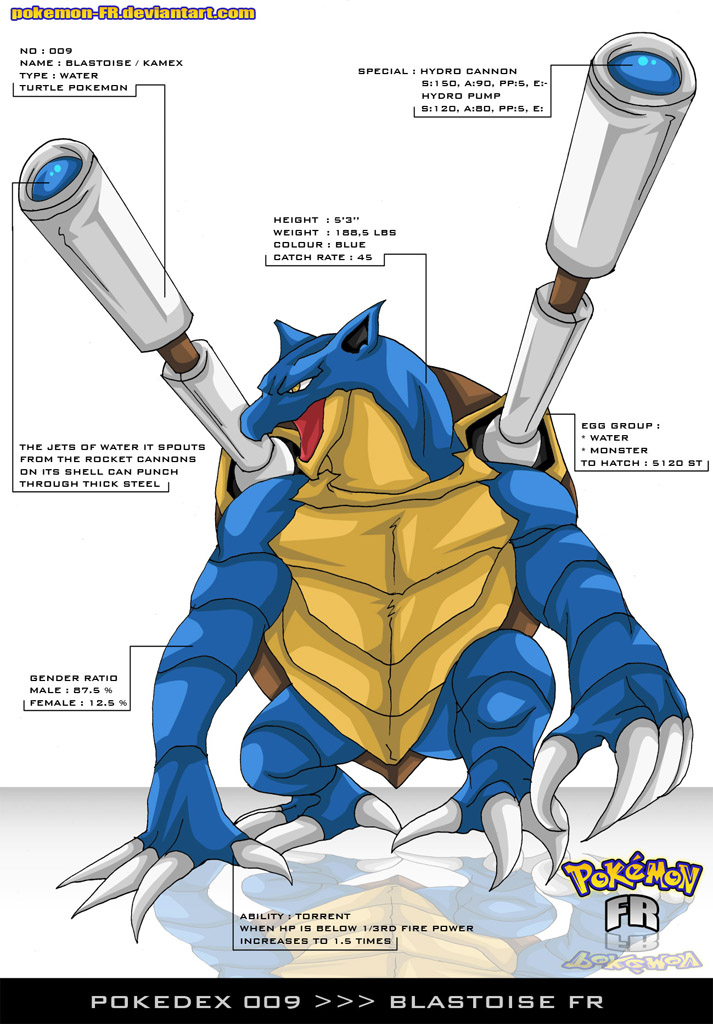 pokemon-FR.deviantart.com
NO : 009
NAME : BLASTOISE / KAMEX
TYPE : WATER
TURTLE POKEMON
SPECIAL : HYDRO CANNON
S:150, A:90, PP:5, E:-
HYDRO PUMP
S:120, A:80, PP:5, E:
HEIGHT : 5'3''
WEIGHT : 188,5 LBS
COLOUR : BLUE
CATCH RATE : 45
EGG GROUP :
* WATER
* MONSTER
TO HATCH : 5120 ST
THE JETS OF WATER IT SPOUTS
FROM THE ROCKET CANNONS
ON ITS SHELL CAN PUNCH
THROUGH THICK STEEL
GENDER RATIO
MALE : 87.5 %
FEMALE : 12.5 %
POKéMON
FR
ABILITY : TORRENT
WHEN HP IS BELOW 1/3RD FIRE POWER
INCREASES TO 1.5 TIMES
POKEDEX 009 >>> BLASTOISE FR